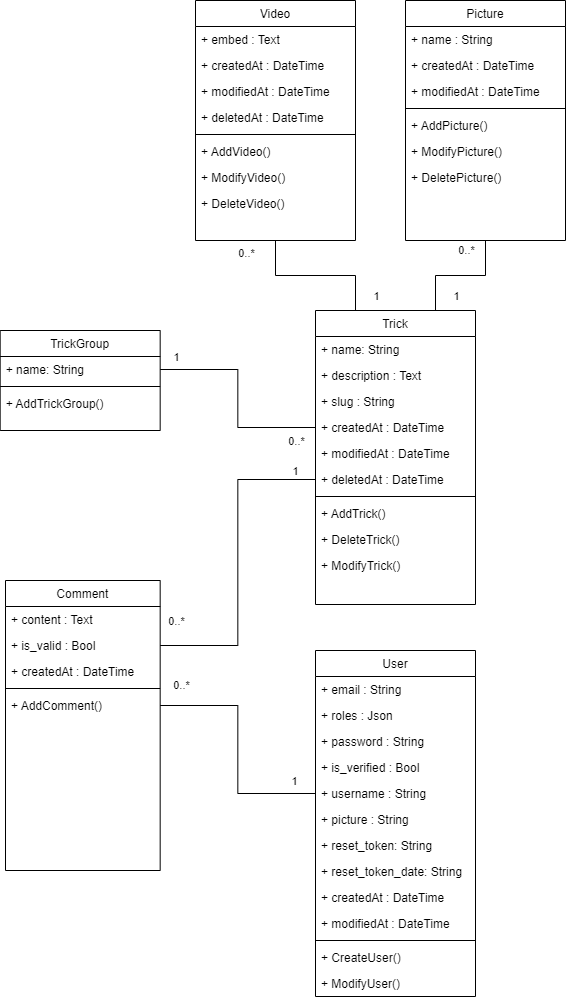 Video
+ embed : Text
+ createdAt : DateTime
+ modifiedAt : DateTime
+ deletedAt : DateTime
+ AddVideo()
+ ModifyVideo()
+ DeleteVideo()
Picture
+ name : String
+ createdAt : DateTime
+ modifiedAt : DateTime
+ AddPicture()
+ ModifyPicture()
+ DeletePicture()
0..*
0..*
1
1
TrickGroup
+ name: String
+ AddTrickGroup()
1
0..*
Trick
+ name: String
+ description : Text
+ slug : String
+ createdAt : DateTime
+ modifiedAt : DateTime
+ deletedAt : DateTime
+ AddTrick()
+ DeleteTrick()
+ ModifyTrick()
1
0..*
Comment
+ content : Text
+ is_valid : Bool
+ createdAt : DateTime
+ AddComment()
0..*
1
User
+ email : String
+ roles : Json
+ password : String
+ is_verified : Bool
+ username : String
+ picture : String
+ reset_token: String
+ reset_token_date: String
+ createdAt : DateTime
+ modifiedAt : DateTime
+ CreateUser()
+ ModifyUser()